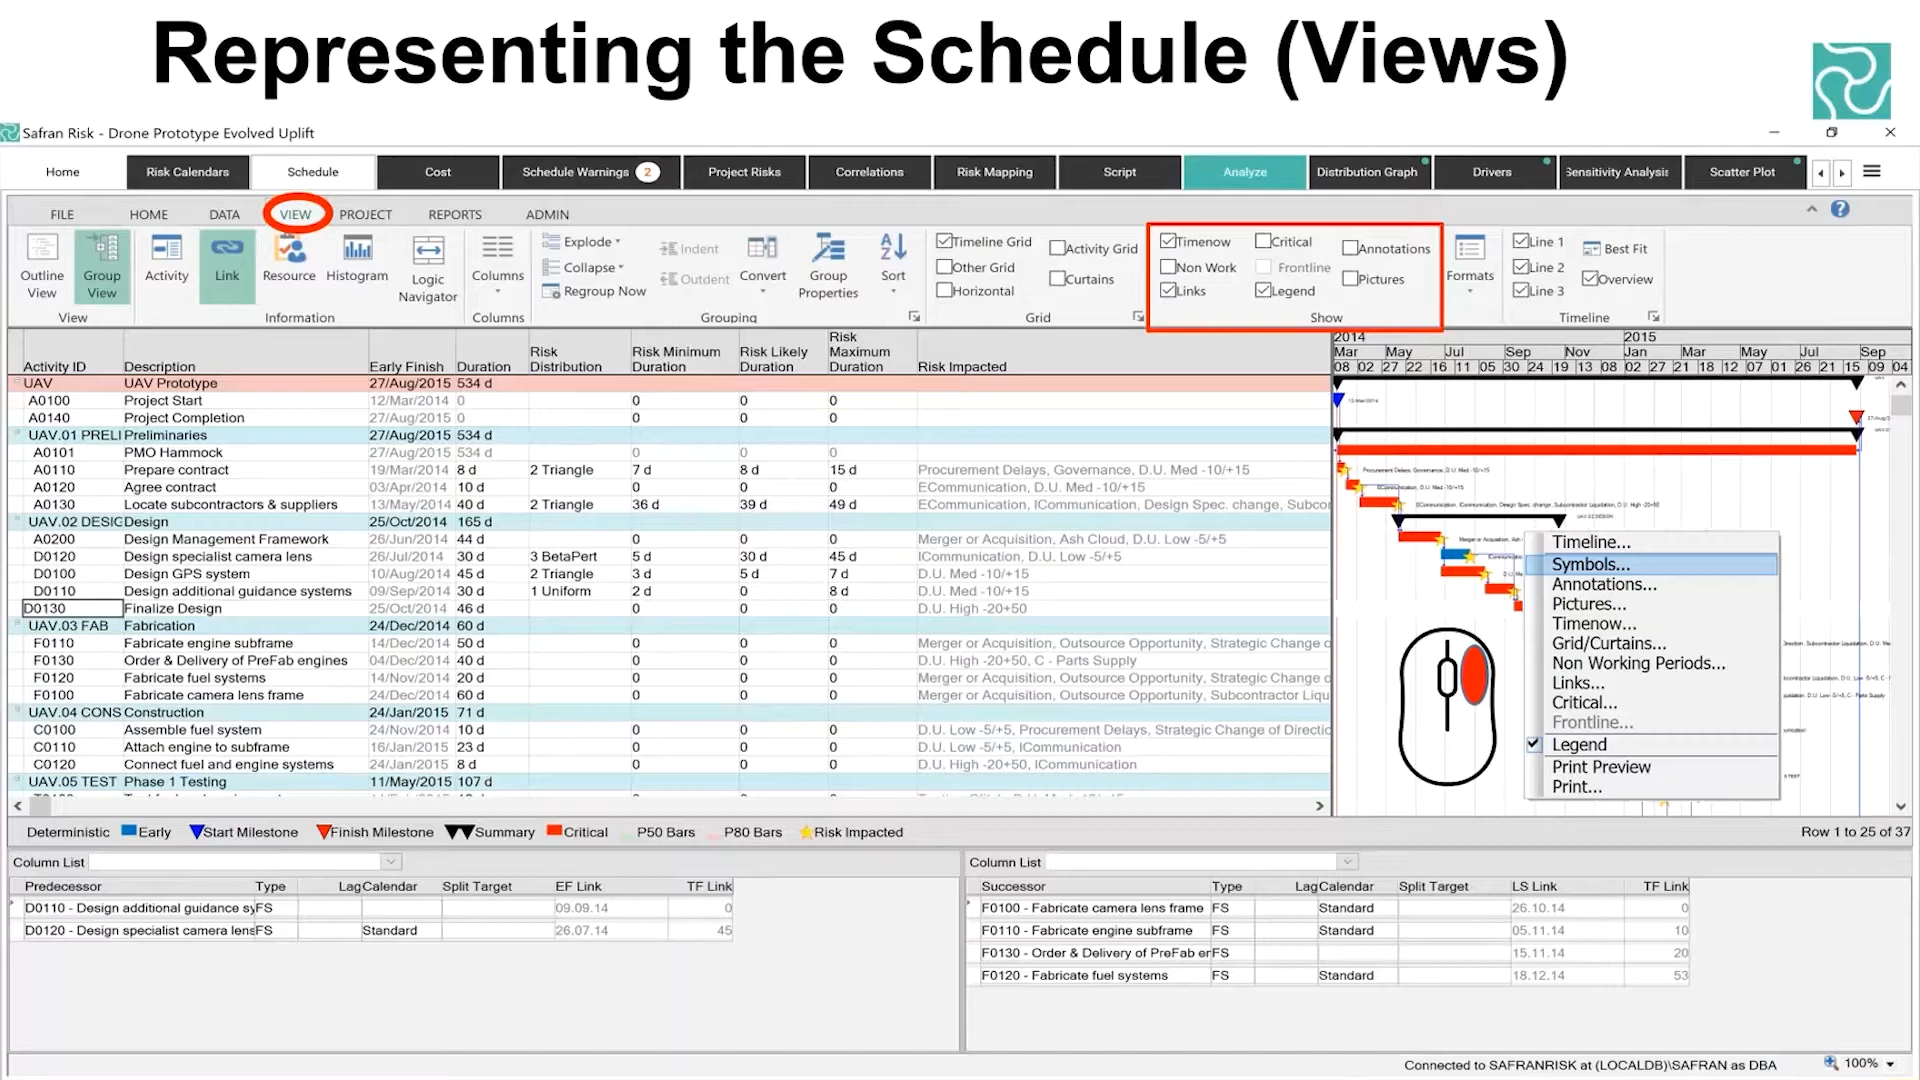 Representing the Schedule (Views)
Safran Risk - Drone Prototype Evolved Uplift
Home Risk Calendars Schedule Cost Schedule Warnings 2 Project Risks Correlations Risk Mapping Script Analyze Distribution Graph Drivers Sensitivity Analysis Scatter Plot
FILE HOME DATA VIEW PROJECT REPORTS ADMIN
Outline View Group View Activity Link Resource Histogram Logic Navigator Columns
Explode Indent Convert Group Properties Sort
Collapse Outdent
Regroup Now
Timeline Grid Activity Grid
Other Grid Curtains
Horizontal
Timenow Critical Annotations
Non Work Frontline Pictures
Links Legend
Formats
Line 1 Best Fit
Line 2 Overview
Line 3
View Information Columns Grouping Grid Show Timeline
2014 2015
Mar May Jul Sep Nov Jan Mar May Jul Sep
08 02 27 22 16 11 05 30 24 19 13 08 02 27 21 18 12 07 01 26 21 15 09 04
Activity ID Description Early Finish Duration Risk Distribution Risk Minimum Duration Risk Likely Duration Risk Maximum Duration Risk Impacted
UAV UAV Prototype 27/Aug/2015 534 d
A0100 Project Start 12/Mar/2014 0 0 0 0
A0140 Project Completion 27/Aug/2015 0 0 0 0
UAV.01 PRELI Preliminaries 27/Aug/2015 534 d
A0101 PMO Hammock 27/Aug/2015 534 d 0 0 0
A0110 Prepare contract 19/Mar/2014 8 d 2 Triangle 7 d 8 d 15 d Procurement Delays, Governance, D.U. Med -10/+15
A0120 Agree contract 03/Apr/2014 10 d 0 0 0 ECommunication, D.U. Med -10/+15
A0130 Locate subcontractors & suppliers 13/May/2014 40 d 2 Triangle 36 d 39 d 49 d ECommunication, ICommunication, Design Spec. change, Subcon
UAV.02 DESIG Design 25/Oct/2014 165 d
A0200 Design Management Framework 26/Jun/2014 44 d 0 0 0 Merger or Acquisition, Ash Cloud, D.U. Low -5/+5
D0120 Design specialist camera lens 26/Jul/2014 30 d 3 BetaPert 5 d 30 d 45 d ICommunication, D.U. Low -5/+5
D0100 Design GPS system 10/Aug/2014 45 d 2 Triangle 3 d 5 d 7 d D.U. Med -10/+15
D0110 Design additional guidance systems 09/Sep/2014 30 d 1 Uniform 2 d 8 d D.U. Med -10/+15
D0130 Finalize Design 25/Oct/2014 46 d 0 0 0 D.U. High -20+50
UAV.03 FAB Fabrication 24/Dec/2014 60 d
F0110 Fabricate engine subframe 14/Dec/2014 50 d 0 0 0 Merger or Acquisition, Outsource Opportunity, Strategic Change o
F0130 Order & Delivery of PreFab engines 04/Dec/2014 40 d 0 0 0 D.U. High -20+50, C - Parts Supply
F0120 Fabricate fuel systems 14/Nov/2014 20 d 0 0 0 Merger or Acquisition, Outsource Opportunity, Strategic Change o
F0100 Fabricate camera lens frame 24/Dec/2014 60 d 0 0 0 Merger or Acquisition, Outsource Opportunity, Subcontractor Liqu
UAV.04 CONS Construction 24/Jan/2015 71 d
C0100 Assemble fuel system 24/Nov/2014 10 d 0 0 0 D.U. Low -5/+5, Procurement Delays, Strategic Change of Directio
C0110 Attach engine to subframe 16/Jan/2015 23 d 0 0 0 D.U. Low -5/+5, ICommunication
C0120 Connect fuel and engine systems 24/Jan/2015 8 d 0 0 0 D.U. High -20+50, ICommunication
UAV.05 TEST Phase 1 Testing 11/May/2015 107 d
Procurement Delays, Governance, D.U. Med -10/+15
ECommunication, D.U. Med -10/+15
ECommunication, ICommunication, Design Spec. change, Subcontractor Liquidation, D.U. High -20+50
Timeline...
Symbols...
Annotations...
Pictures...
Timenow...
Grid/Curtains...
Non Working Periods...
Links...
Critical...
Frontline...
Legend
Print Preview
Print...
Deterministic Early Start Milestone Finish Milestone Summary Critical P50 Bars P80 Bars Risk Impacted Row 1 to 25 of 37
Column List
Predecessor Type Lag Calendar Split Target EF Link TF Link
D0110 - Design additional guidance sy FS 09.09.14 0
D0120 - Design specialist camera lens FS Standard 26.07.14 45
Column List
Successor Type Lag Calendar Split Target LS Link TF Link
F0100 - Fabricate camera lens frame FS Standard 26.10.14 0
F0110 - Fabricate engine subframe FS Standard 05.11.14 10
F0130 - Order & Delivery of PreFab en FS 15.11.14 20
F0120 - Fabricate fuel systems FS Standard 18.12.14 53
Connected to SAFRANRISK at (LOCALDB)\SAFRAN as DBA 100%